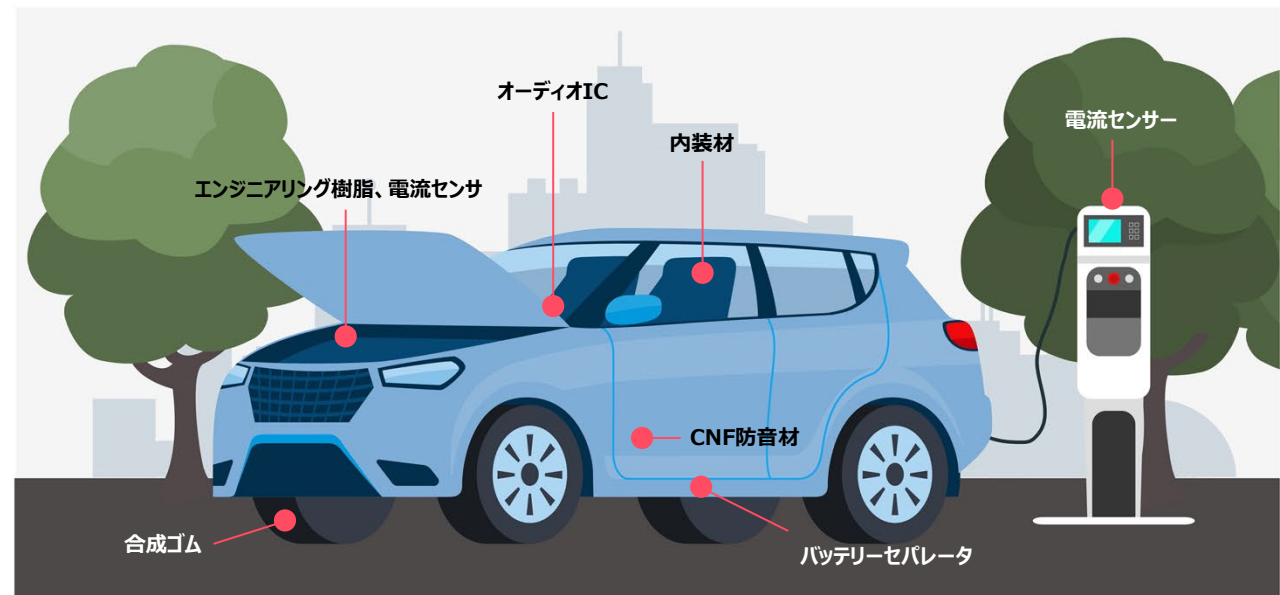 オーディオIC
内装材
電流センサー
エンジニアリング樹脂、電流センサ
CNF防音材
合成ゴム
バッテリーセパレータ